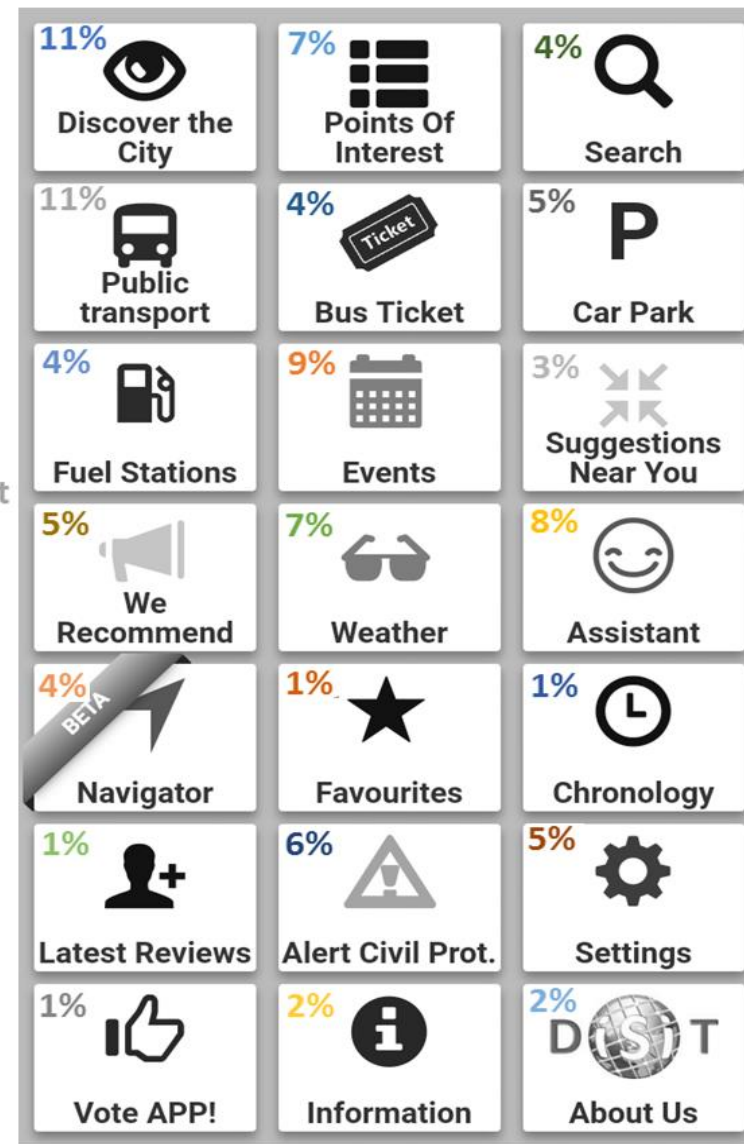 11%
Discover the
City
7%
Points Of
Interest
4%
Search
11%
Public
transport
4%
Ticket
Bus Ticket
5%
P
Car Park
4%
Fuel Stations
9%
Events
3%
Suggestions
Near You
t
5%
We
Recommend
7%
Weather
8%
Assistant
4%
BETA
Navigator
1%
Favourites
1%
Chronology
1%
Latest Reviews
6%
Alert Civil Prot.
5%
Settings
1%
Vote APP!
2%
i
Information
2%
DiSiT
About Us